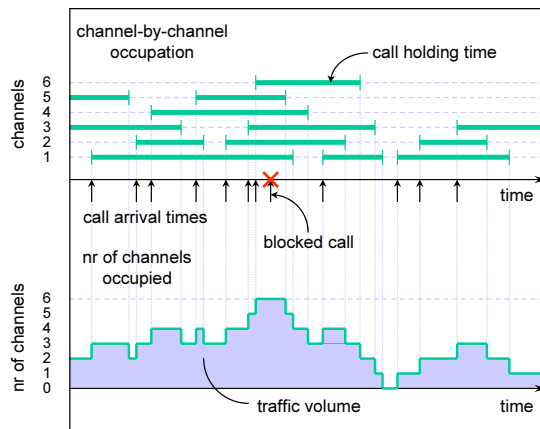 channel-by-channel
occupation
call holding time
channels
6
5
4
3
2
1
time
call arrival times
blocked call
nr of channels
occupied
nr of channels
6
5
4
3
2
1
0
traffic volume
time